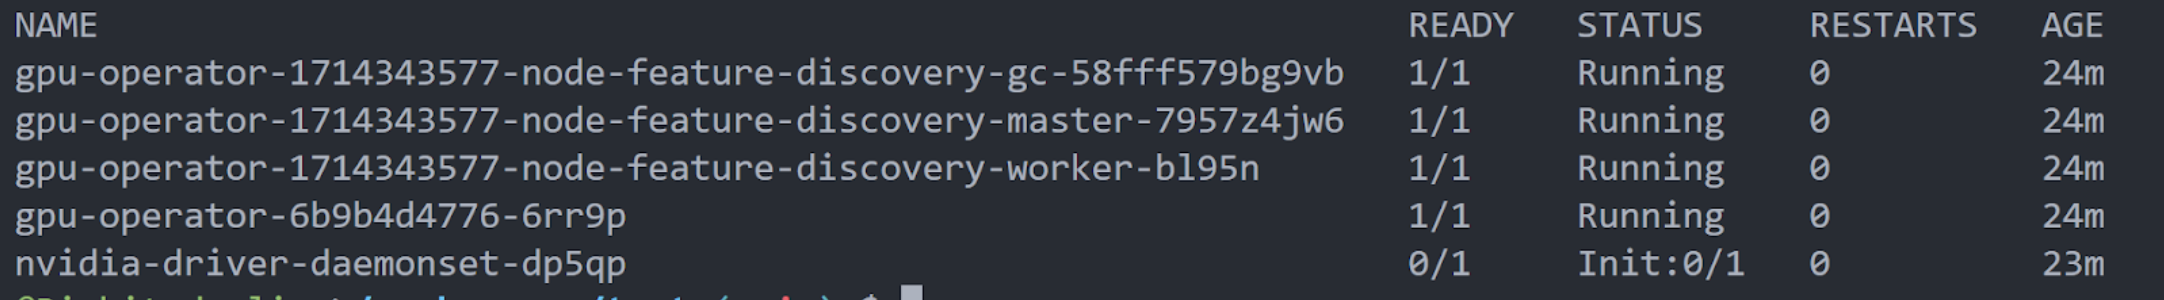 NAME READY STATUS RESTARTS AGE
gpu-operator-1714343577-node-feature-discovery-gc-58fff579bg9vb 1/1 Running 0 24m
gpu-operator-1714343577-node-feature-discovery-master-7957z4jw6 1/1 Running 0 24m
gpu-operator-1714343577-node-feature-discovery-worker-bl95n 1/1 Running 0 24m
gpu-operator-6b9b4d4776-6rr9p 1/1 Running 0 24m
nvidia-driver-daemonset-dp5qp 0/1 Init:0/1 0 23m